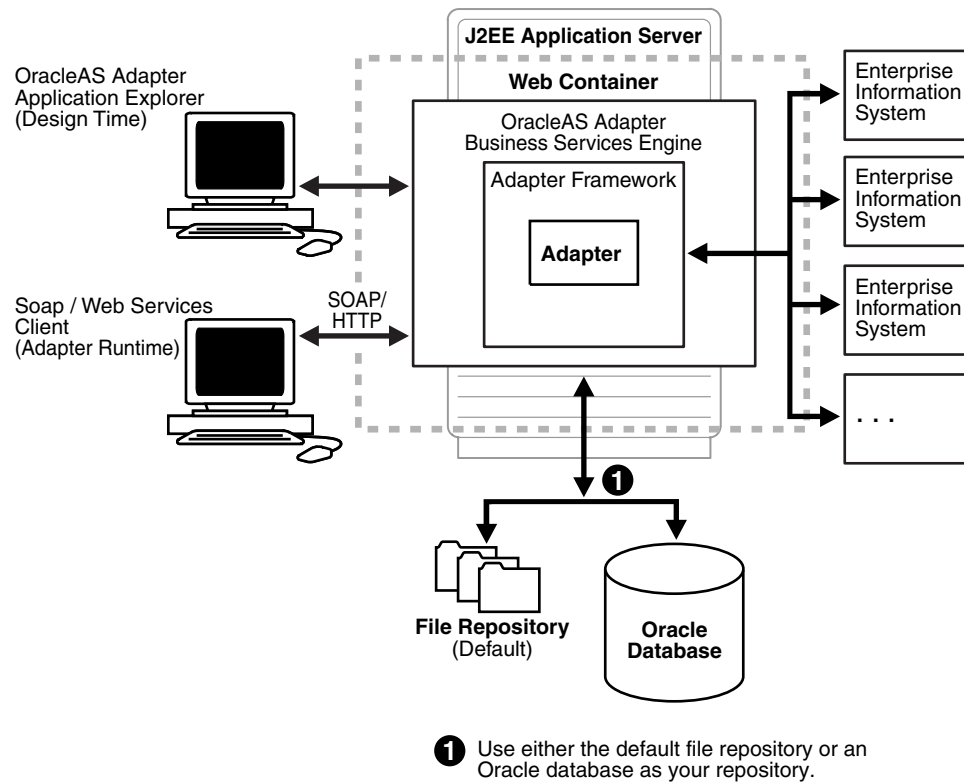 J2EE Application Server
Web Container
OracleAS Adapter
Application Explorer
(Design Time)
OracleAS Adapter
Business Services Engine
Adapter Framework
Adapter
Enterprise
Information
System
Enterprise
Information
System
Soap / Web Services
Client
(Adapter Runtime)
SOAP/
HTTP
Enterprise
Information
System
. . .
1
File Repository
(Default)
Oracle
Database
1 Use either the default file repository or an
Oracle database as your repository.